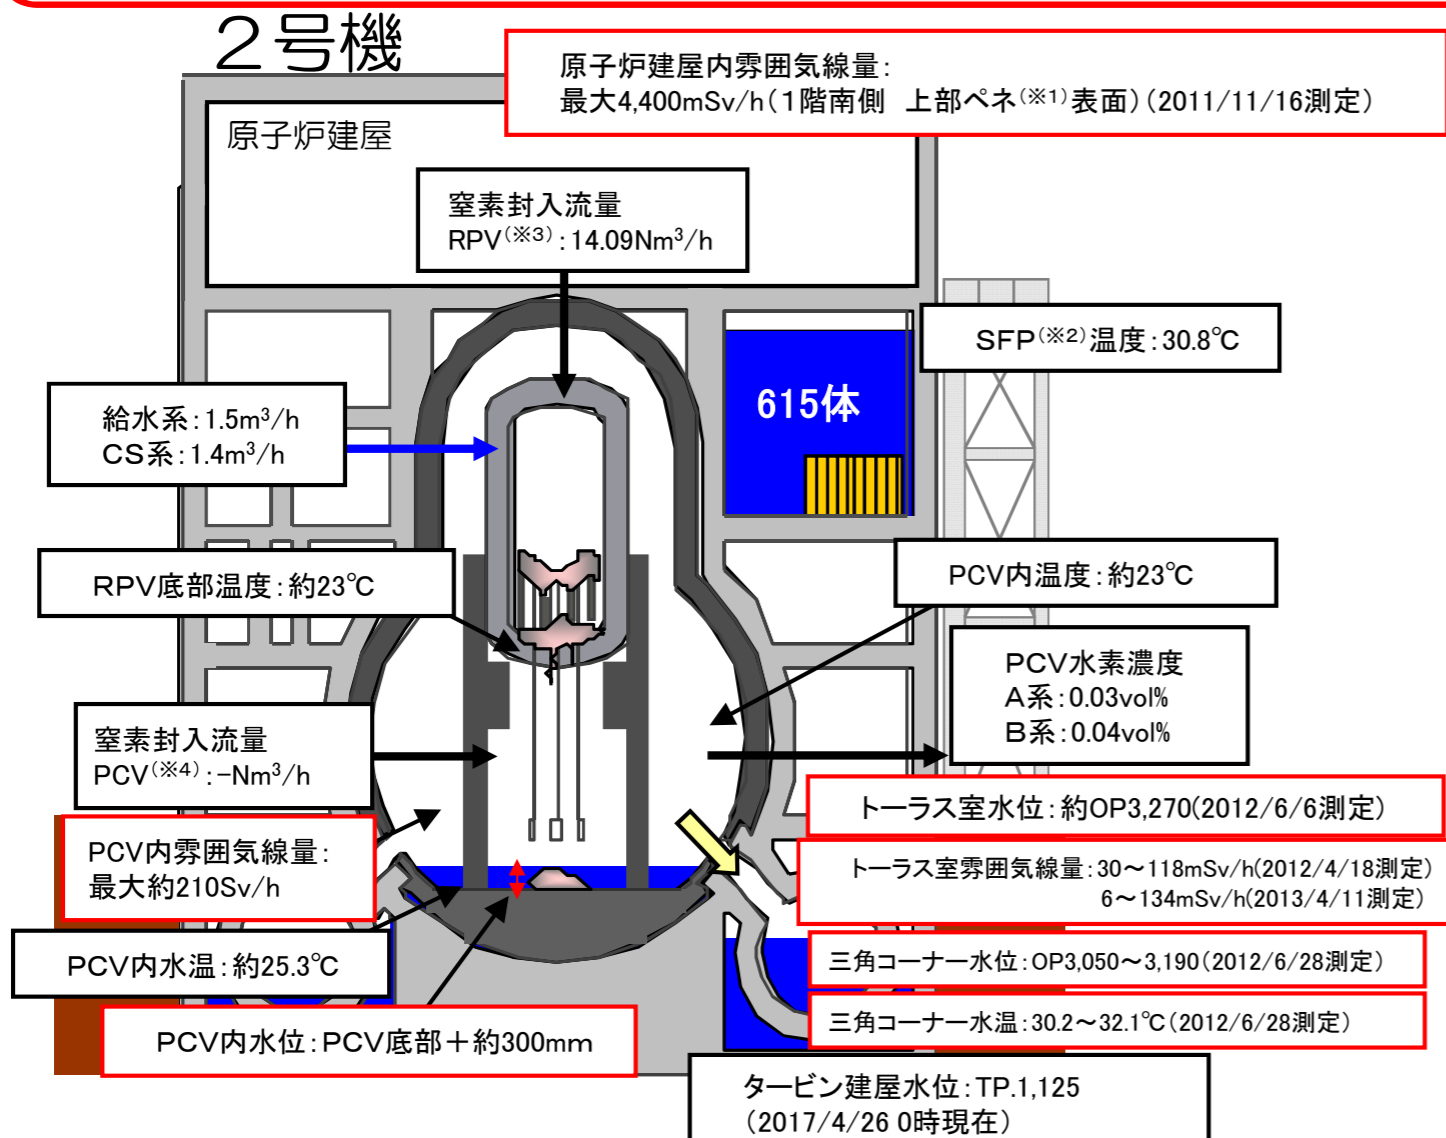 ２号機
原子炉建屋内雰囲気線量:
最大4,400mSv/h(1階南側　上部ペネ(※1)表面)(2011/11/16測定)
原子炉建屋
窒素封入流量
RPV(※3):14.09Nm³/h
SFP(※2)温度:30.8℃
615体
給水系:1.5m³/h
CS系:1.4m³/h
RPV底部温度:約23℃
PCV内温度:約23℃
PCV水素濃度
A系:0.03vol%
B系:0.04vol%
窒素封入流量
PCV(※4):-Nm³/h
トーラス室水位:約OP3,270(2012/6/6測定)
PCV内雰囲気線量:
最大約210Sv/h
トーラス室雰囲気線量:30～118mSv/h(2012/4/18測定)
6～134mSv/h(2013/4/11測定)
PCV内水温:約25.3℃
三角コーナー水位:OP3,050～3,190(2012/6/28測定)
三角コーナー水温:30.2～32.1℃(2012/6/28測定)
PCV内水位:PCV底部＋約300mm
タービン建屋水位:TP.1,125
(2017/4/26 0時現在)